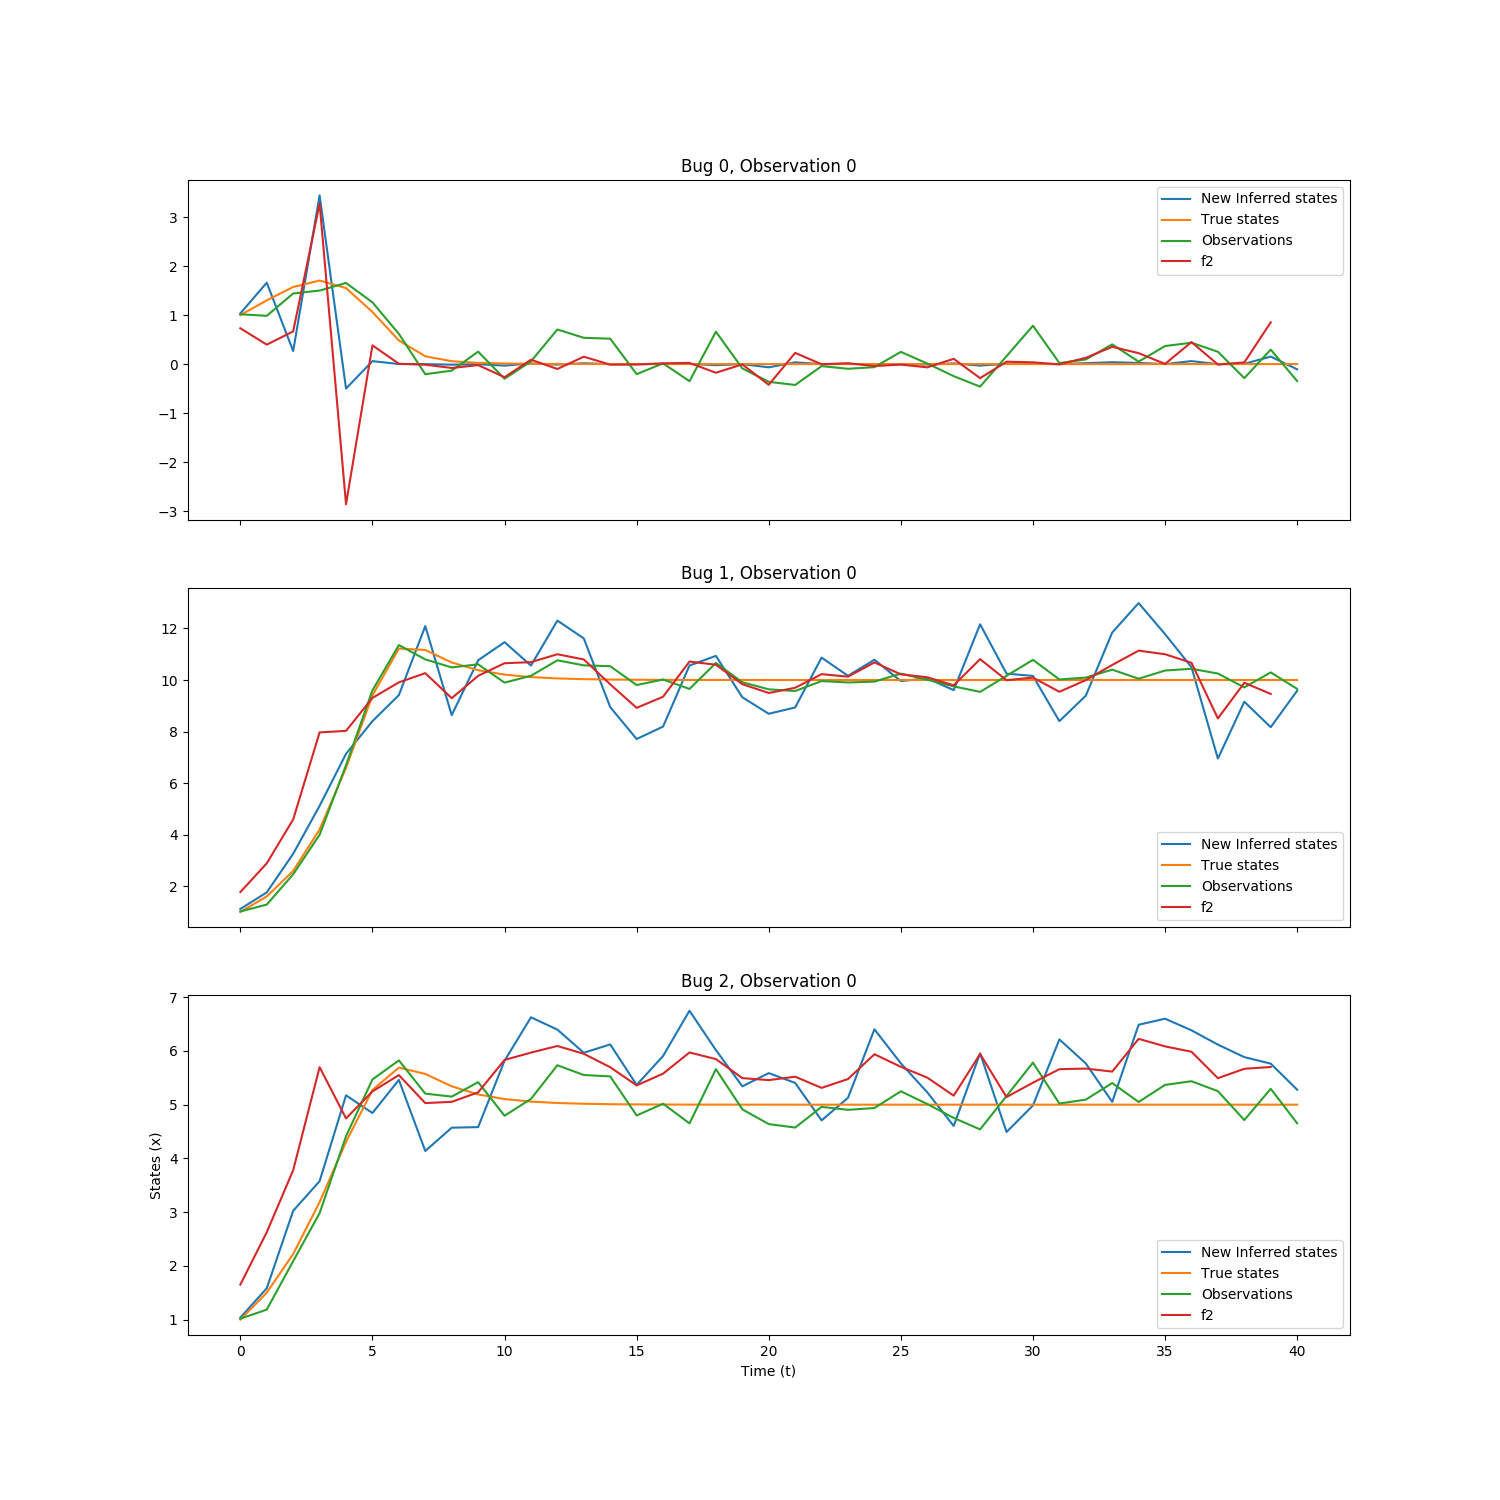 Bug 0, Observation 0
3
2
1
0
−1
−2
−3
New Inferred states
True states
Observations
f2
Bug 1, Observation 0
12
10
8
6
4
2
New Inferred states
True states
Observations
f2
Bug 2, Observation 0
7
6
5
4
3
2
1
States (x)
New Inferred states
True states
Observations
f2
0 5 10 15 20 25 30 35 40
Time (t)